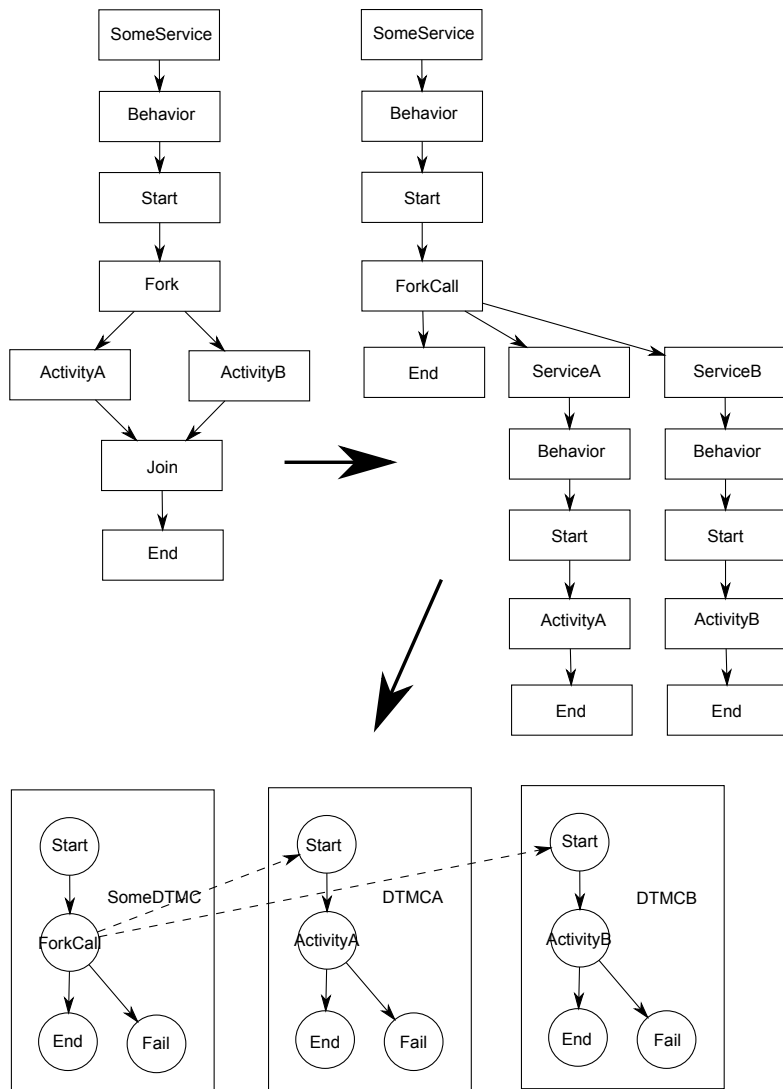 SomeService
Behavior
Start
Fork
ActivityA
ActivityB
Join
End
SomeService
Behavior
Start
ForkCall
End
ServiceA
ServiceB
Behavior
Behavior
Start
Start
ActivityA
ActivityB
End
End
Start
SomeDTMC
ForkCall
End
Fail
Start
DTMCA
ActivityA
End
Fail
Start
DTMCB
ActivityB
End
Fail